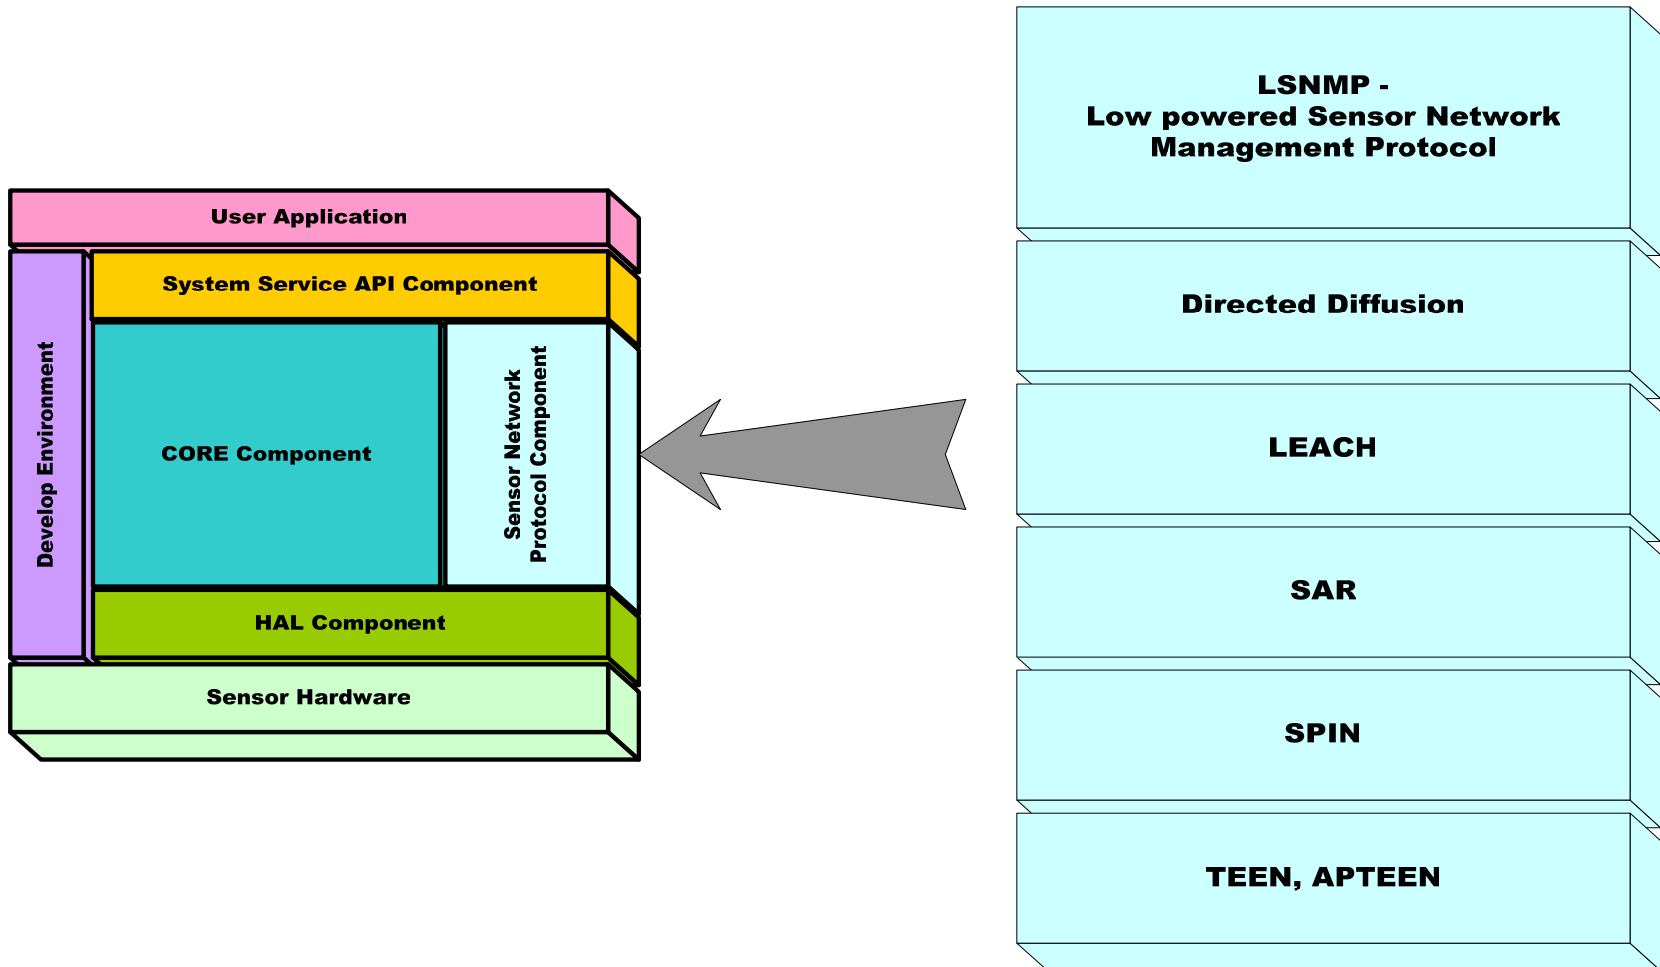 User Application
System Service API Component
Develop Environment
CORE Component
Sensor Network
Protocol Component
HAL Component
Sensor Hardware
LSNMP -
Low powered Sensor Network
Management Protocol
Directed Diffusion
LEACH
SAR
SPIN
TEEN, APTEEN